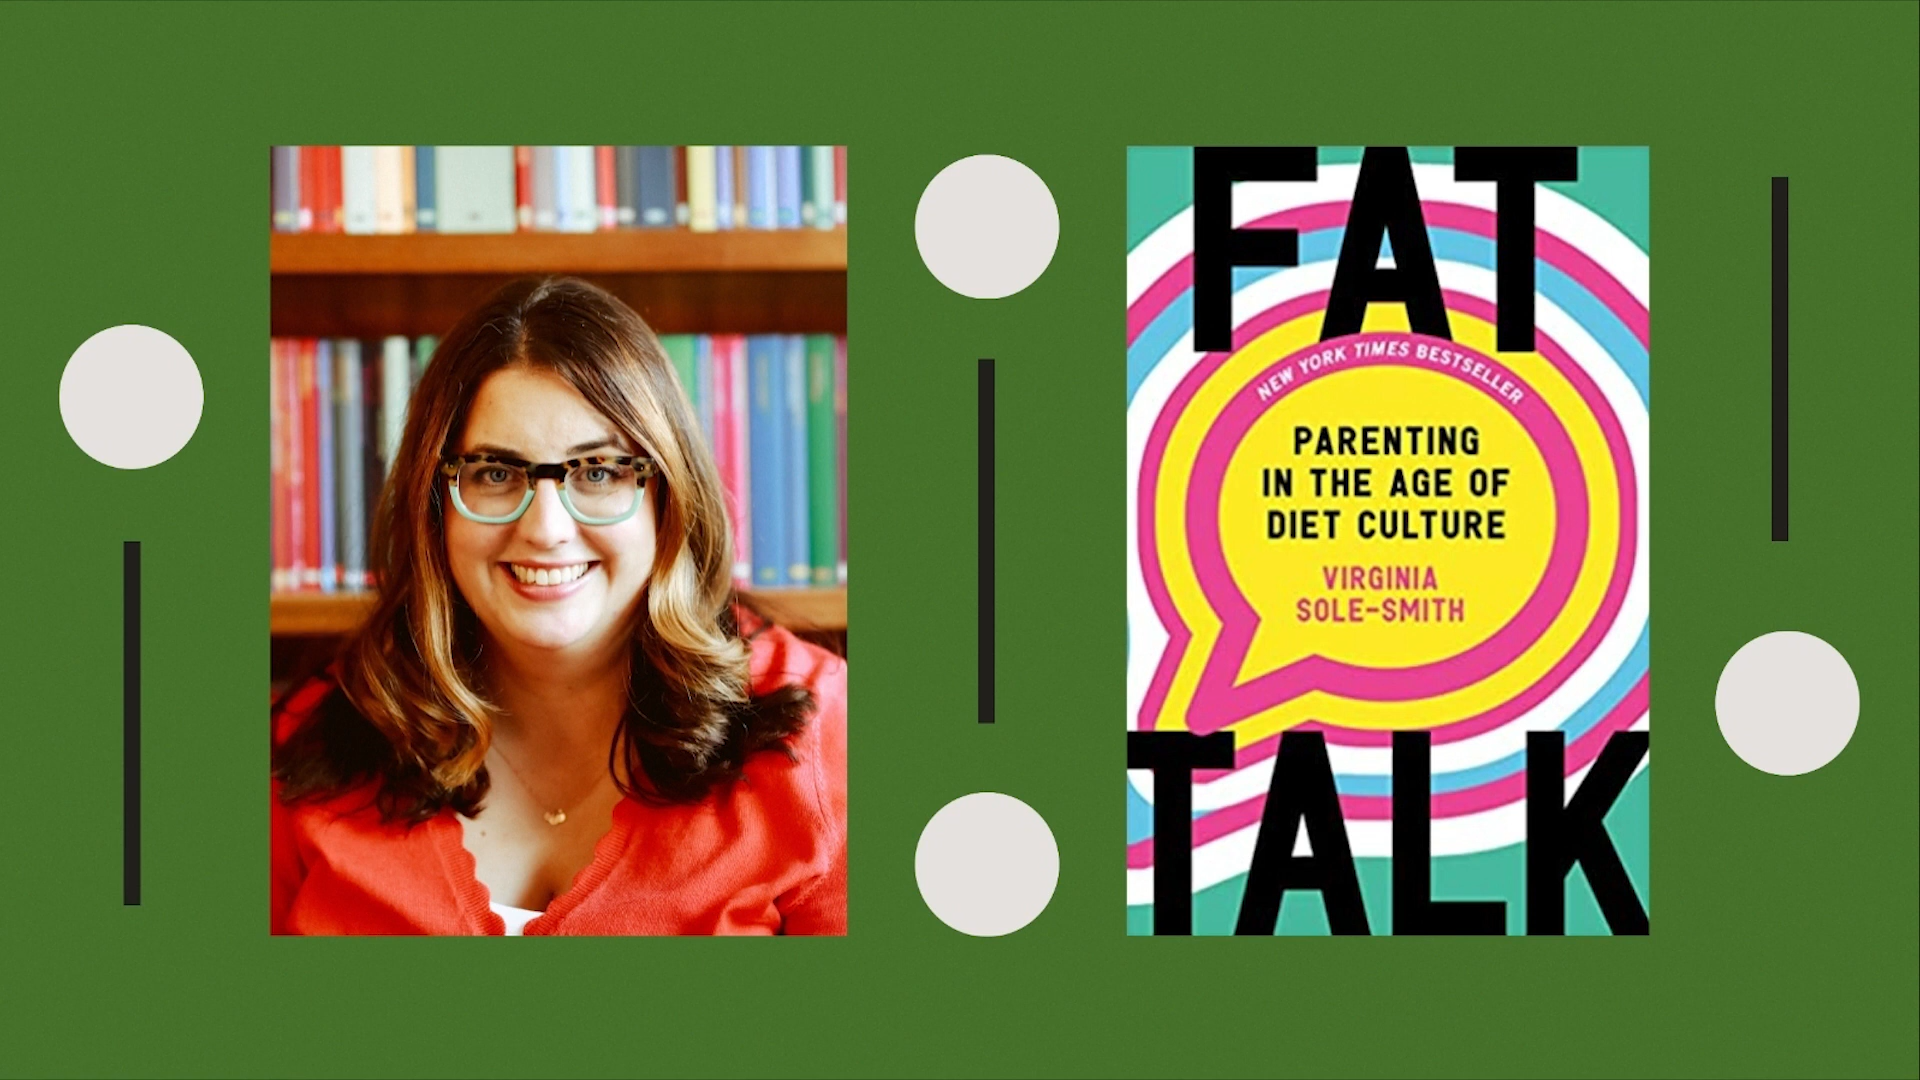 FAT
NEW YORK TIMES BESTSELLER
PARENTING
IN THE AGE OF
DIET CULTURE
VIRGINIA
SOLE-SMITH
TALK